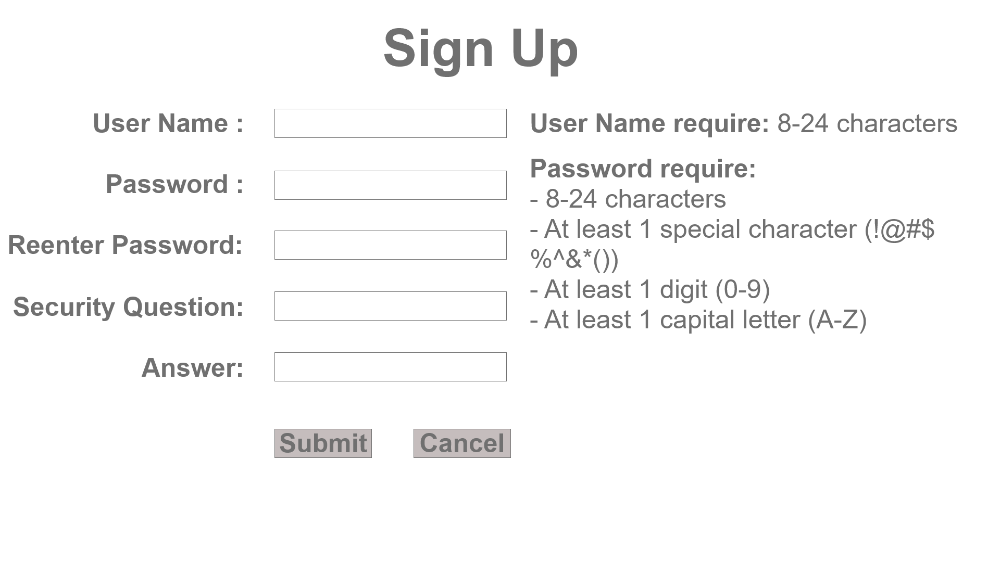 Sign Up
User Name :
User Name require: 8-24 characters
Password :
Password require:
- 8-24 characters
- At least 1 special character (!@#$
%^&*())
- At least 1 digit (0-9)
- At least 1 capital letter (A-Z)
Reenter Password:
Security Question:
Answer:
Submit
Cancel